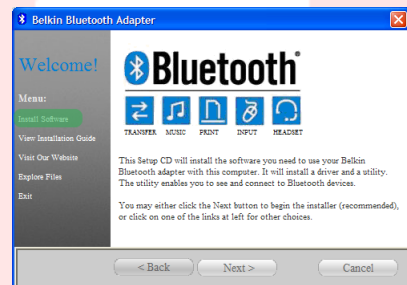 Belkin Bluetooth Adapter
Welcome!
Menu:
Install Software
View Installation Guide
Visit Our Website
Explore Files
Exit
Bluetooth®
TRANSFER MUSIC PRINT INPUT HEADSET
This Setup CD will install the software you need to use your Belkin
Bluetooth adapter with this computer. It will install a driver and a utility.
The utility enables you to see and connect to Bluetooth devices.
You may either click the Next button to begin the installer (recommended),
or click on one of the links at left for other choices.
< Back Next > Cancel